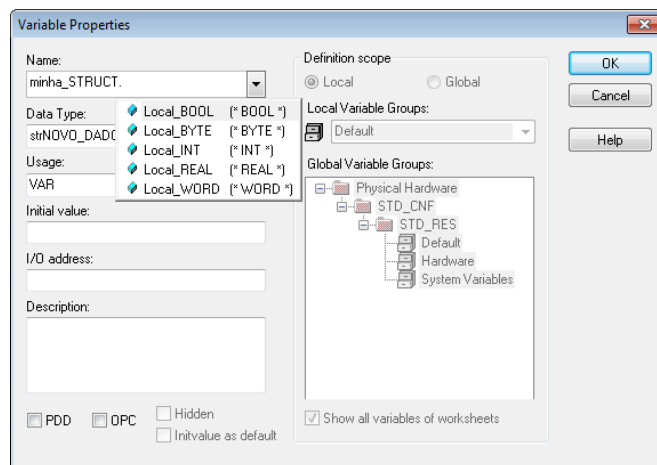 Variable Properties
Name:
minha_STRUCT.
Local_BOOL (* BOOL *)
Local_BYTE (* BYTE *)
Local_INT (* INT *)
Local_REAL (* REAL *)
Local_WORD (* WORD *)
Data Type:
Usage:
VAR
Initial value:
I/O address:
Description:
PDD
OPC
Hidden
Initvalue as default
Definition scope
Local
Global
Local Variable Groups:
Default
Global Variable Groups:
Physical Hardware
STD_CNF
STD_RES
Default
Hardware
System Variables
Show all variables of worksheets
OK
Cancel
Help